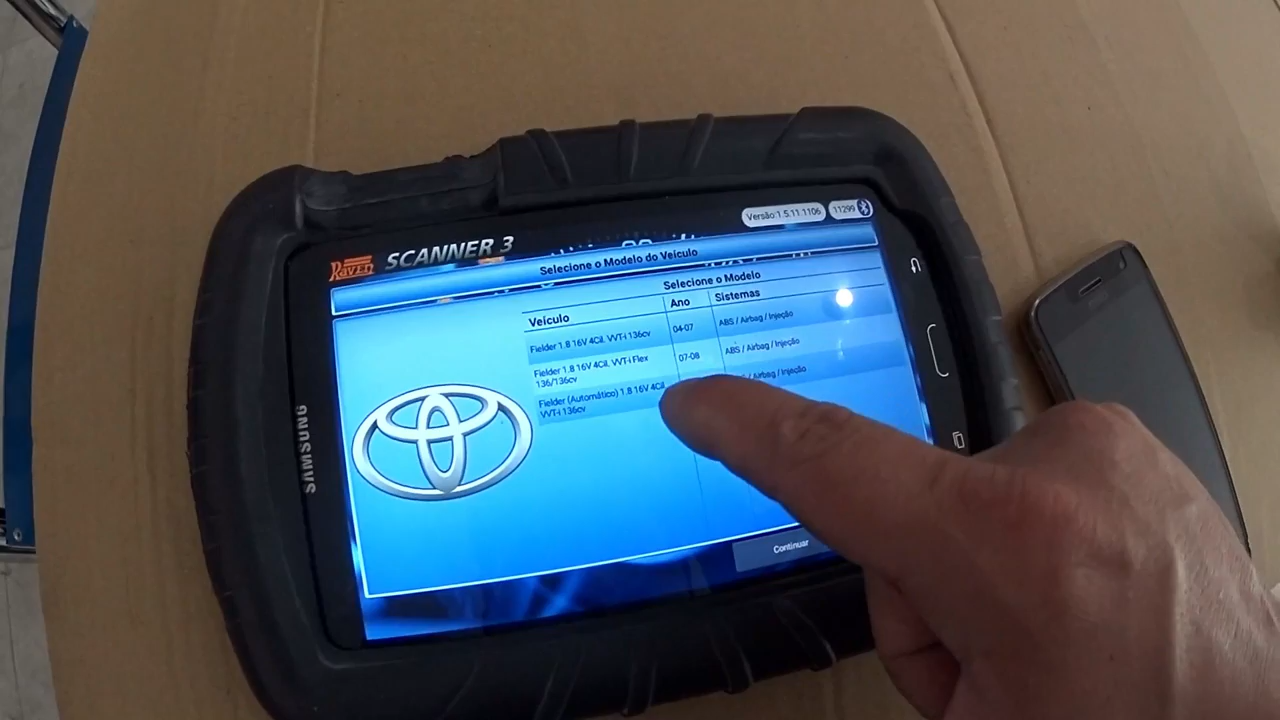 Versão:1.5.11.1106 11299
Raven SCANNER 3
Selecione o Modelo do Veículo
Selecione o Modelo
Veículo Ano Sistemas
Fielder 1.8 16V 4Cil. VVT-i 136cv 04-07 ABS / Airbag / Injeção
Fielder 1.8 16V 4Cil. VVT-i Flex
136/136cv 07-08 ABS / Airbag / Injeção
Fielder (Automático) 1.8 16V 4Cil.
VVT-i 136cv / Airbag / Injeção
Continuar
SAMSUNG